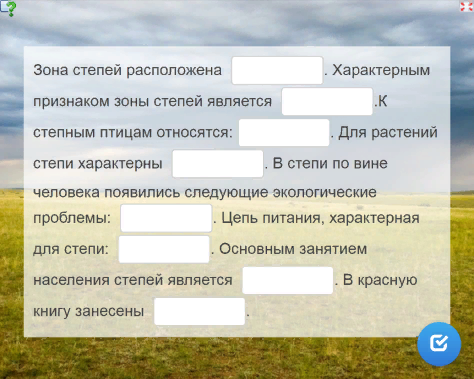 Зона степей расположена . Характерным
признаком зоны степей является .К
степным птицам относятся: . Для растений
степи характерны . В степи по вине
человека появились следующие экологические
проблемы: . Цепь питания, характерная
для степи: . Основным занятием
населения степей является . В красную
книгу занесены .